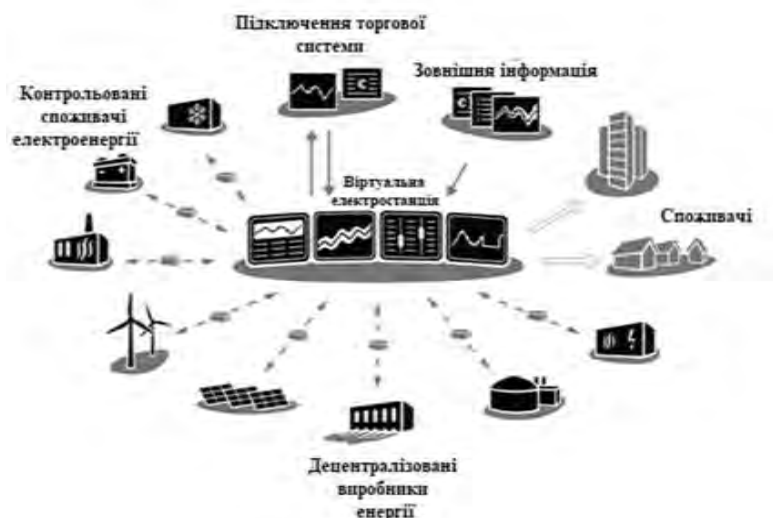 Підключення торгової
системи
Зовнішня інформація
Контрольовані
споживачі
електроенергії
Віртуальна
електростанція
Споживачі
Децентралізовані
виробники
енергії